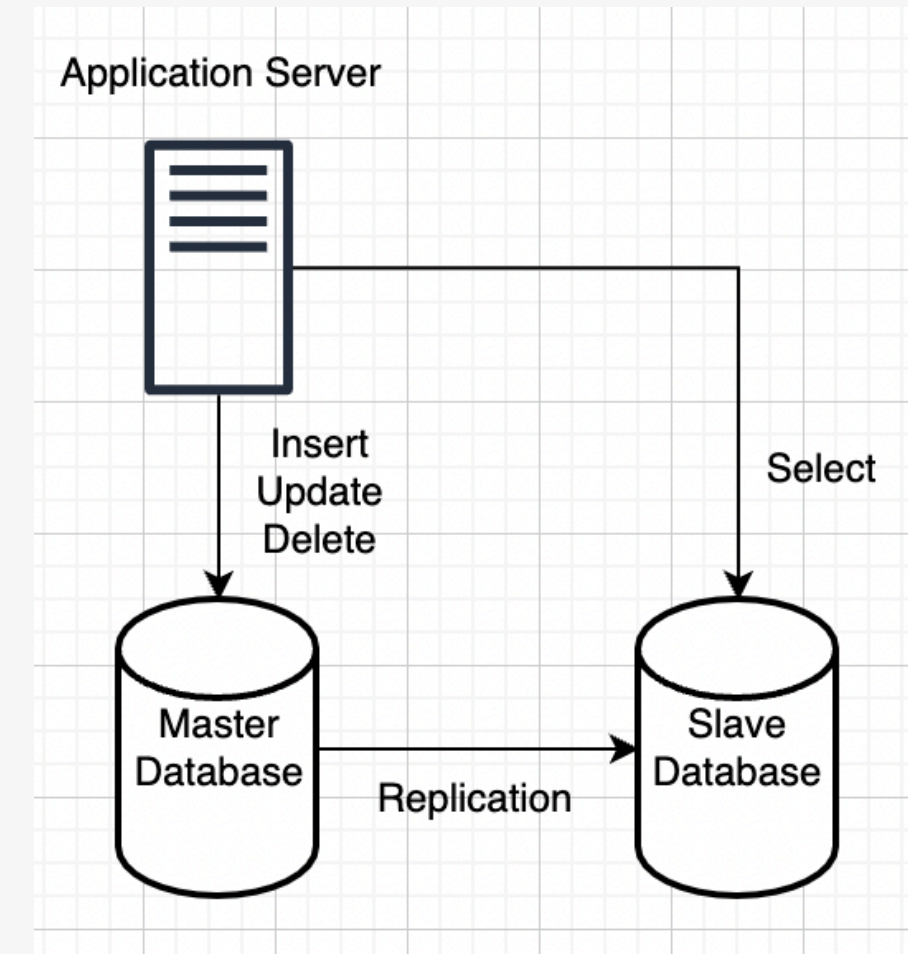 Application Server
Insert
Update
Delete
Select
Master
Database
Slave
Database
Replication